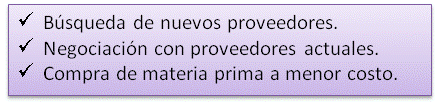 ✓ Búsqueda de nuevos proveedores.
✓ Negociación con proveedores actuales.
✓ Compra de materia prima a menor costo.